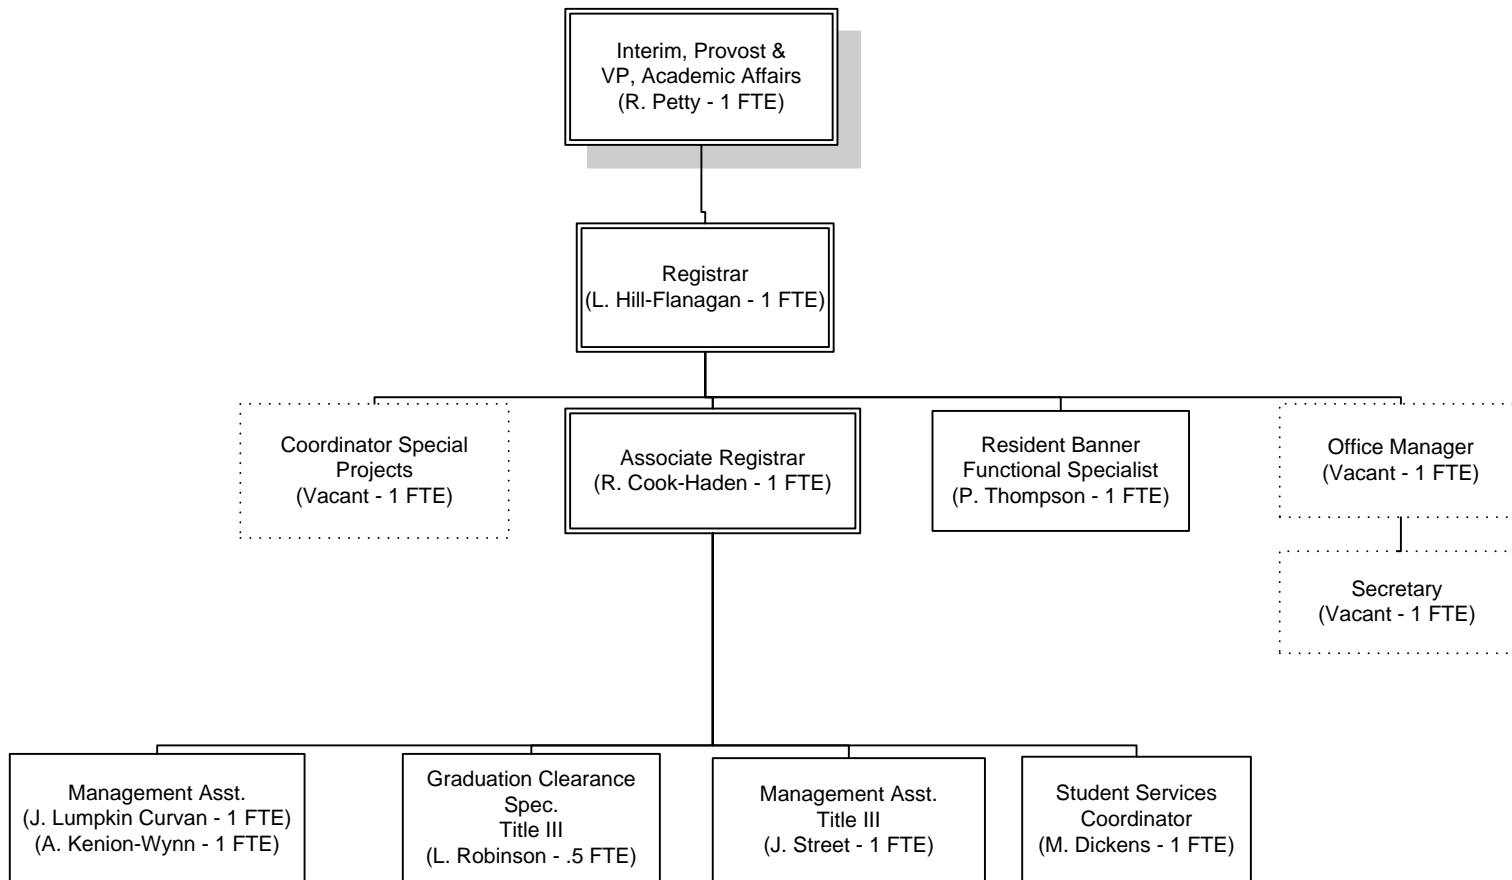 Interim, Provost &
VP, Academic Affairs
(R. Petty - 1 FTE)
Registrar
(L. Hill-Flanagan - 1 FTE)
Coordinator Special
Projects
(Vacant - 1 FTE)
Associate Registrar
(R. Cook-Haden - 1 FTE)
Resident Banner
Functional Specialist
(P. Thompson - 1 FTE)
Office Manager
(Vacant - 1 FTE)
Secretary
(Vacant - 1 FTE)
Management Asst.
(J. Lumpkin Curvan - 1 FTE)
(A. Kenion-Wynn - 1 FTE)
Graduation Clearance
Spec.
Title III
(L. Robinson - .5 FTE)
Management Asst.
Title III
(J. Street - 1 FTE)
Student Services
Coordinator
(M. Dickens - 1 FTE)